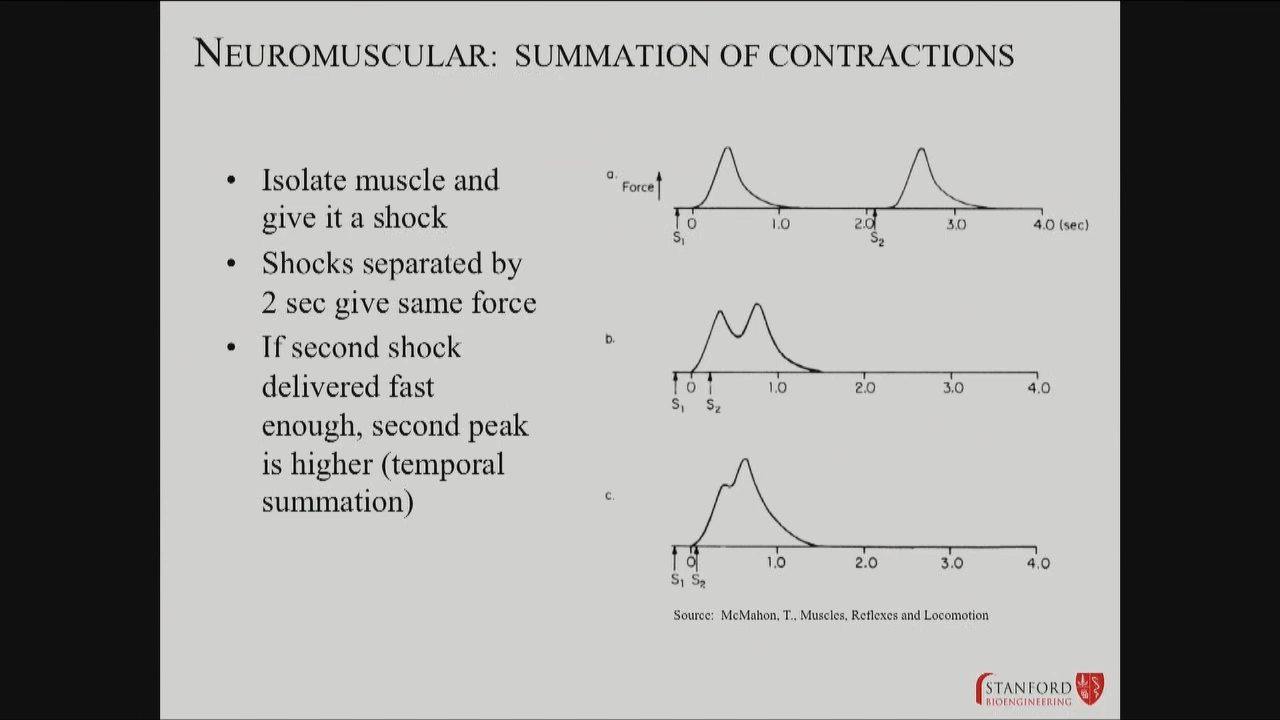 NEUROMUSCULAR: SUMMATION OF CONTRACTIONS
• Isolate muscle and
give it a shock
• Shocks separated by
2 sec give same force
• If second shock
delivered fast
enough, second peak
is higher (temporal
summation)
a.
Force
0 1.0 2.0 3.0 4.0 (sec)
S₁ S₂
b.
0 1.0 2.0 3.0 4.0
S₁ S₂
c.
0 1.0 2.0 3.0 4.0
S₁ S₂
Source: McMahon, T., Muscles, Reflexes and Locomotion
STANFORD
BIOENGINEERING